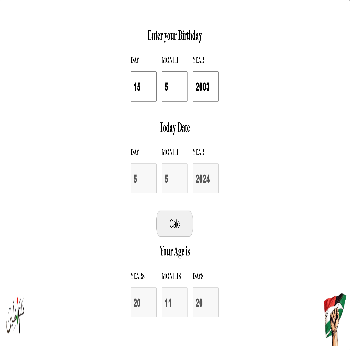 Enter your Birthday
DAY MONTH YEAR
15 5 2003
Today Date
DAY MONTH YEAR
5 5 2024
Calc
Your Age is
YEARS MONTHS DAYS
20 11 20